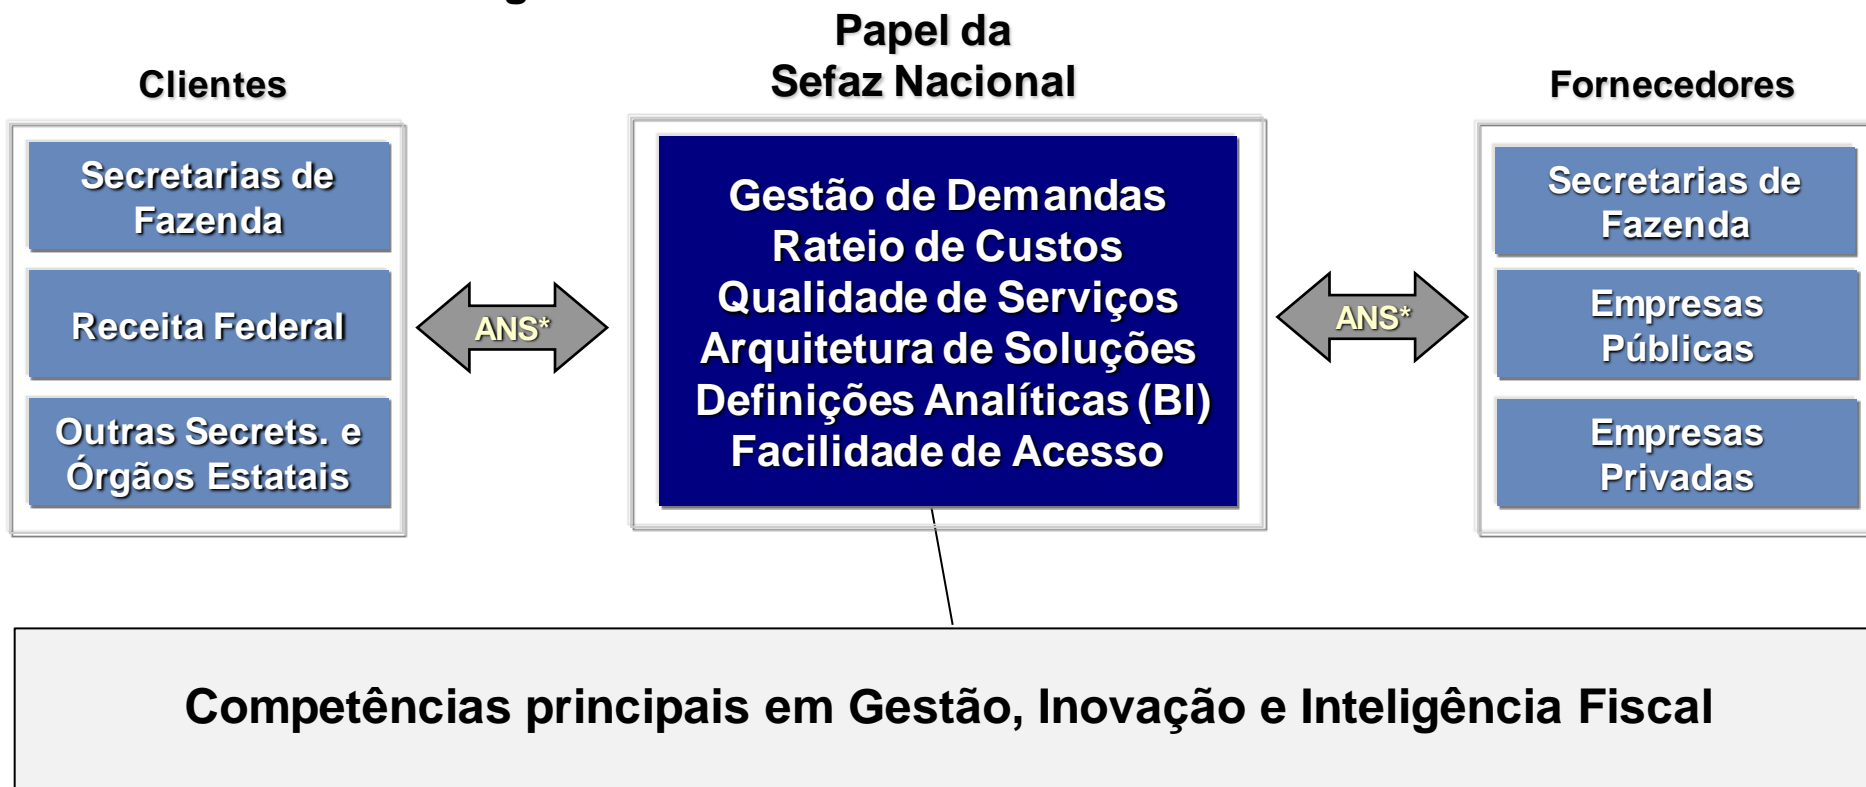 Papel da
Sefaz Nacional
Clientes
Secretarias de
Fazenda
Receita Federal
Outras Secrets. e
Órgãos Estatais
ANS*
Gestão de Demandas
Rateio de Custos
Qualidade de Serviços
Arquitetura de Soluções
Definições Analíticas (BI)
Facilidade de Acesso
ANS*
Fornecedores
Secretarias de
Fazenda
Empresas
Públicas
Empresas
Privadas
Competências principais em Gestão, Inovação e Inteligência Fiscal